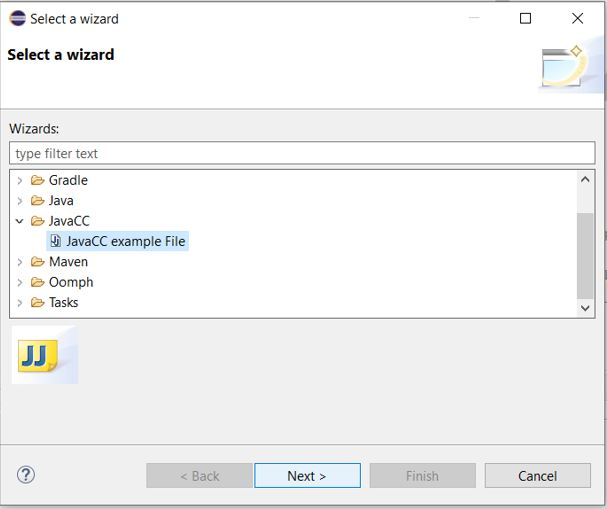 Select a wizard
Select a wizard
Wizards:
type filter text
Gradle
Java
JavaCC
JavaCC example File
Maven
Oomph
Tasks
JJ
? < Back Next > Finish Cancel